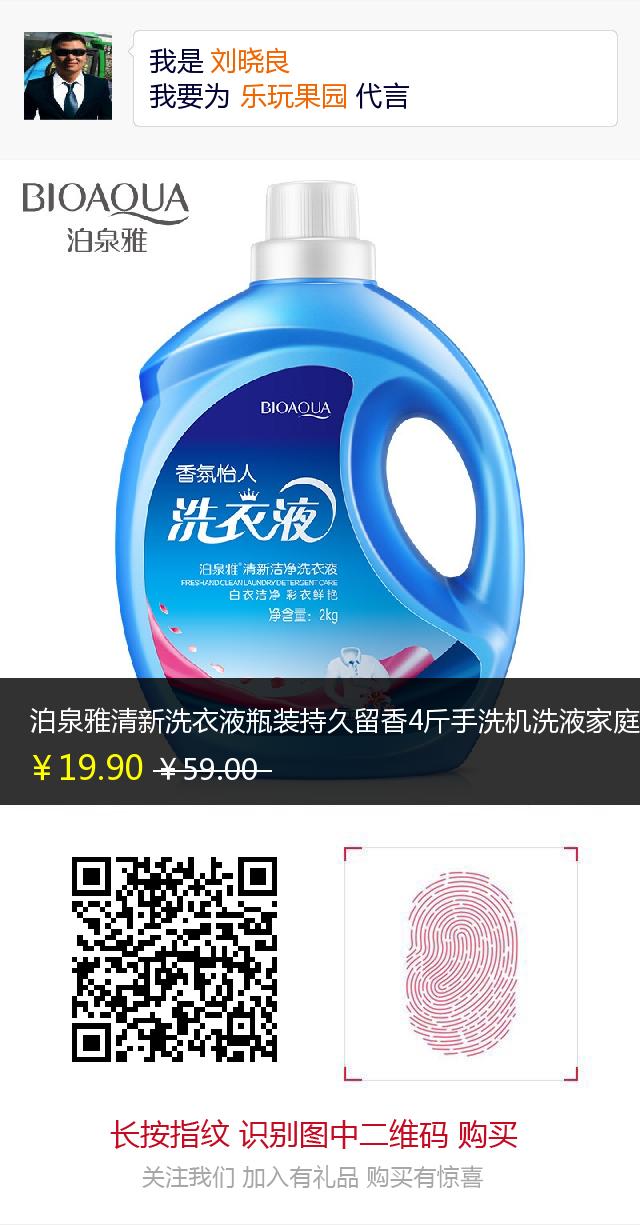 我是 刘晓良
我要为 乐玩果园 代言
BIOAQUA
泊泉雅
BIOAQUA
香氛怡人
洗衣液
泊泉雅®清新洁净洗衣液
FRESH AND CLEAN LAUNDRY DETERGENT CARE
白衣洁净 彩衣鲜艳
净含量：2kg
泊泉雅清新洗衣液瓶装持久留香4斤手洗机洗液家庭
￥19.90 ￥59.00
长按指纹 识别图中二维码 购买
关注我们 加入有礼品 购买有惊喜